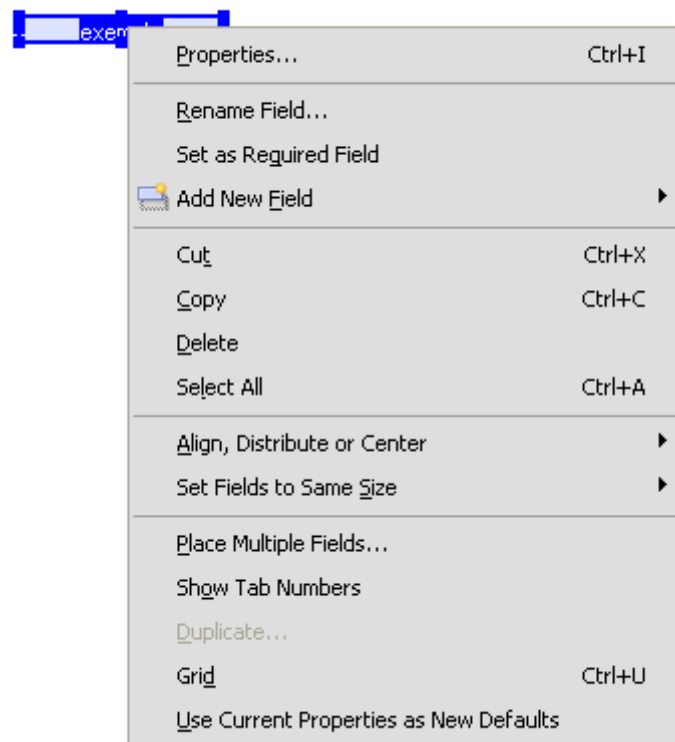 Properties... Ctrl+I
Rename Field...
Set as Required Field
Add New Field
Cut Ctrl+X
Copy Ctrl+C
Delete
Select All Ctrl+A
Align, Distribute or Center
Set Fields to Same Size
Place Multiple Fields...
Show Tab Numbers
Duplicate...
Grid Ctrl+U
Use Current Properties as New Defaults